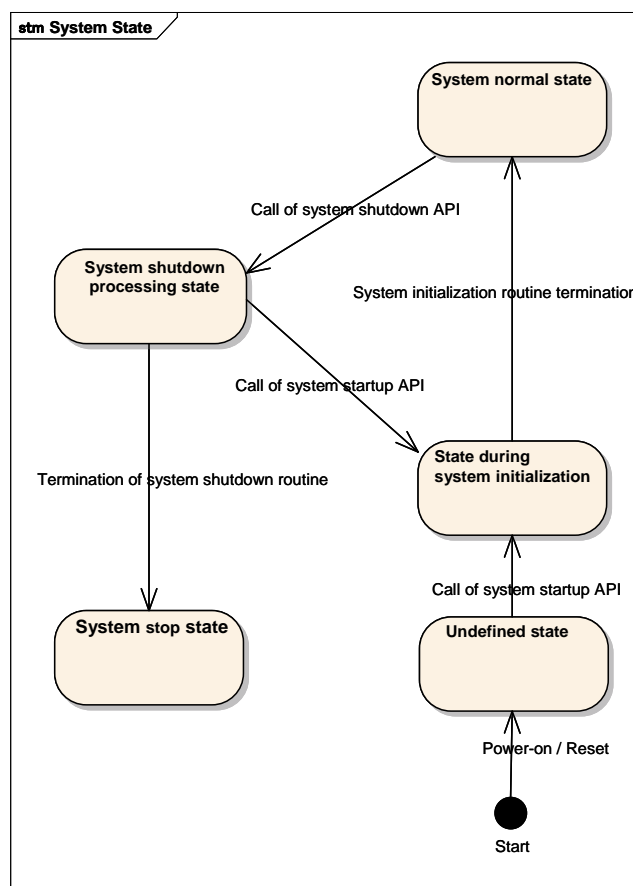 stm System State
System normal state
Call of system shutdown API
System shutdown
processing state
System initialization routine termination
Call of system startup API
State during
system initialization
Termination of system shutdown routine
Call of system startup API
System stop state
Undefined state
Power-on / Reset
Start